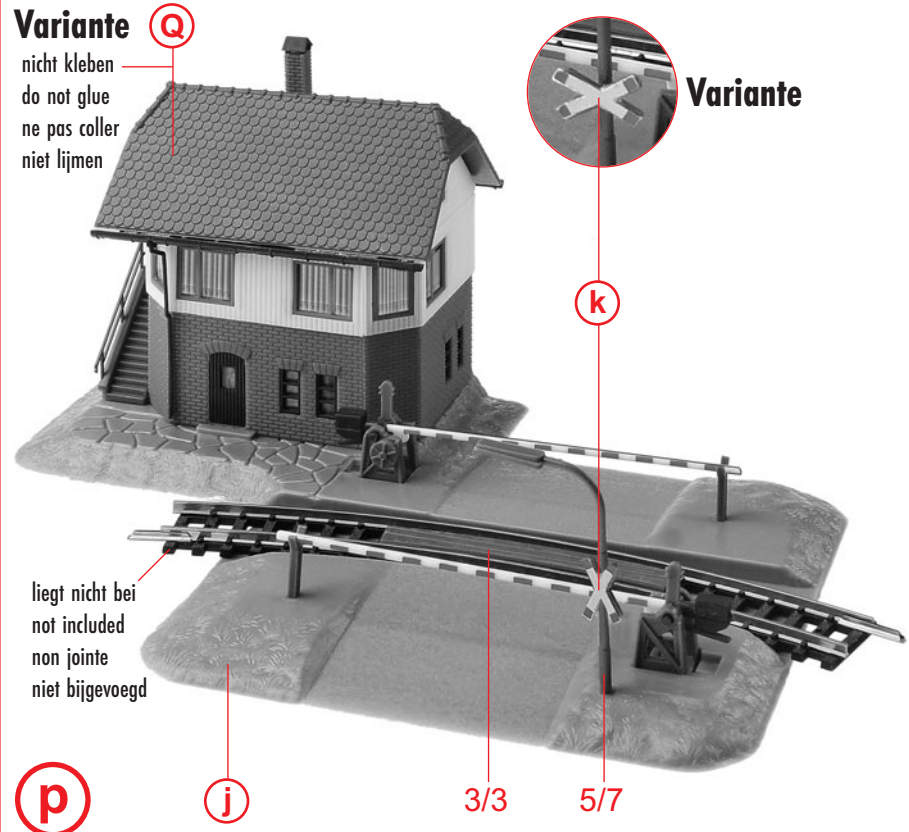 Variante Q
nicht kleben
do not glue
ne pas coller
niet lijmen
Variante
k
liegt nicht bei
not included
non jointe
niet bijgevoegd
p
j
3/3
5/7